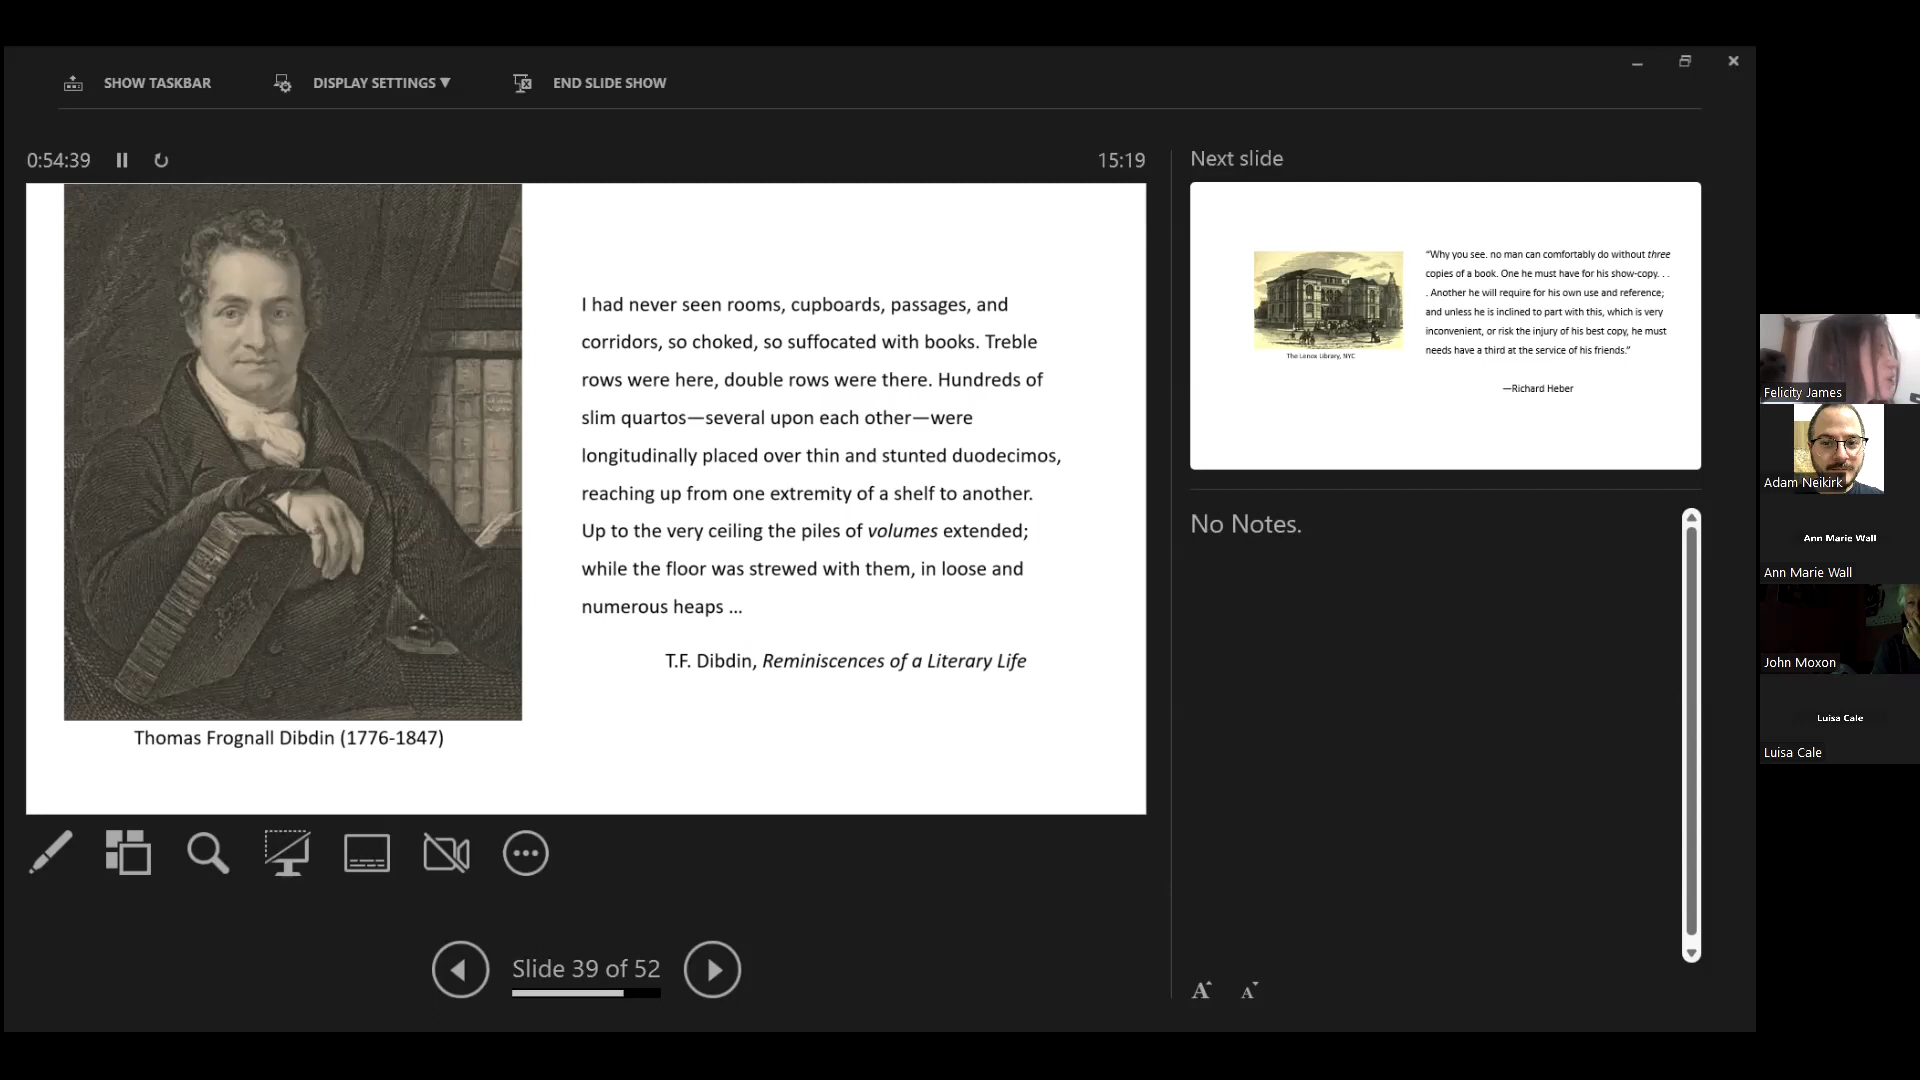 SHOW TASKBAR
DISPLAY SETTINGS ▼
END SLIDE SHOW
0:54:39
15:19
I had never seen rooms, cupboards, passages, and
corridors, so choked, so suffocated with books. Treble
rows were here, double rows were there. Hundreds of
slim quartos—several upon each other—were
longitudinally placed over thin and stunted duodecimos,
reaching up from one extremity of a shelf to another.
Up to the very ceiling the piles of volumes extended;
while the floor was strewed with them, in loose and
numerous heaps ...
T.F. Dibdin, Reminiscences of a Literary Life
Thomas Frognall Dibdin (1776-1847)
Slide 39 of 52
Next slide
“Why you see. no man can comfortably do without three
copies of a book. One he must have for his show-copy. . .
. Another he will require for his own use and reference;
and unless he is inclined to part with this, which is very
inconvenient, or risk the injury of his best copy, he must
needs have a third at the service of his friends.”
—Richard Heber
The Lenox Library, NYC
No Notes.
A A
Felicity James
Adam Neikirk
Ann Marie Wall
Ann Marie Wall
John Moxon
Luisa Cale
Luisa Cale